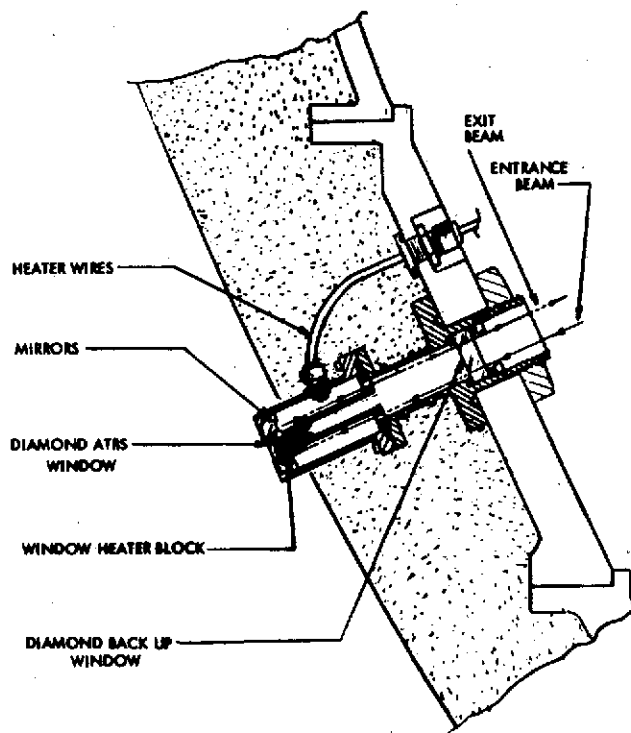 EXIT
BEAM
ENTRANCE
BEAM
HEATER WIRES
MIRRORS
DIAMOND ATRS
WINDOW
WINDOW HEATER BLOCK
DIAMOND BACK UP
WINDOW